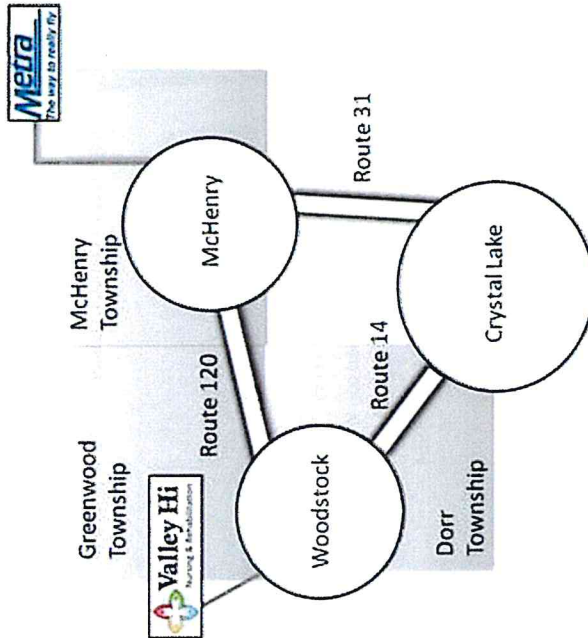 Metra
The way to really fly
McHenry
Township
Greenwood
Township
Valley Hi
Nursing & Rehabilitation
McHenry
Route 120
Route 31
Woodstock
Route 14
Crystal Lake
Dorr
Township